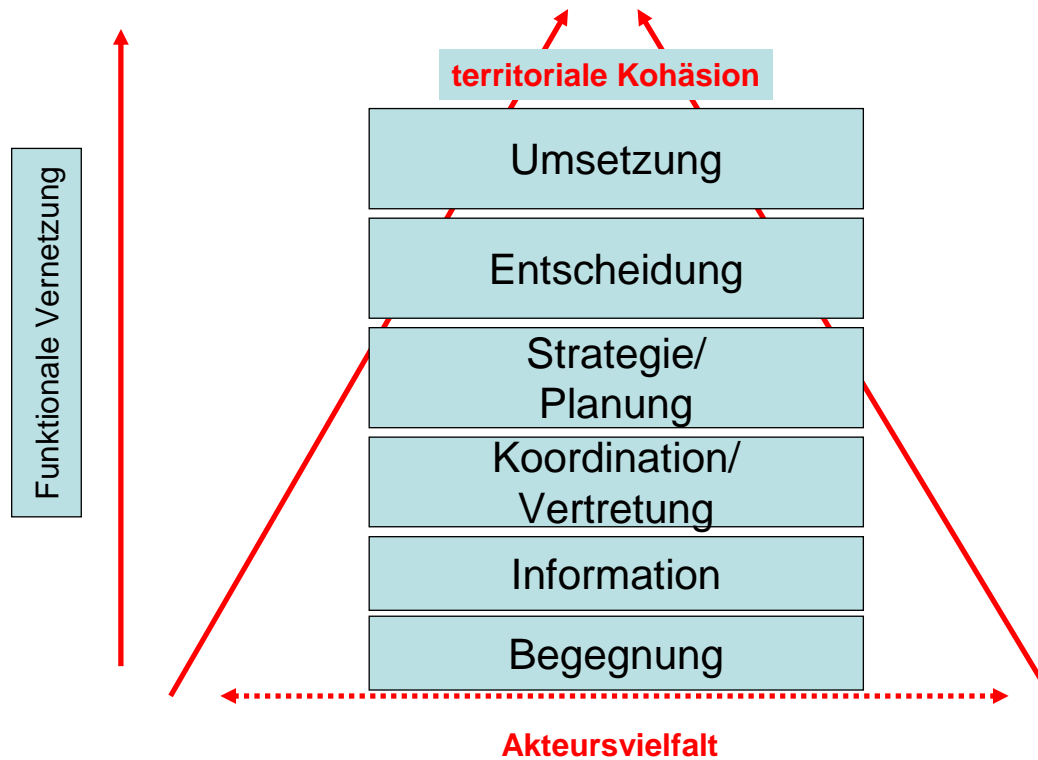 territoriale Kohäsion
Umsetzung
Entscheidung
Strategie/
Planung
Koordination/
Vertretung
Information
Begegnung
Akteursvielfalt
Funktionale Vernetzung